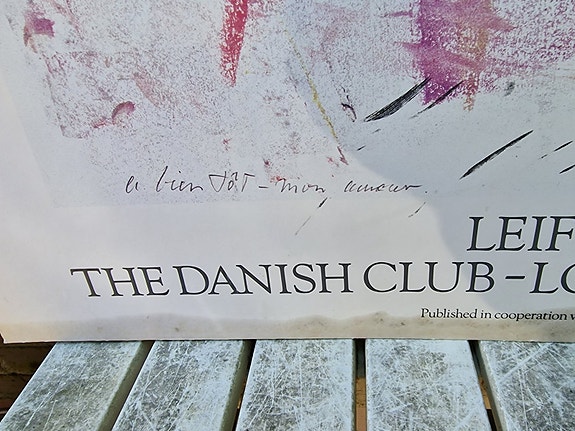 a bientôt - mon amour.
LEIF
THE DANISH CLUB - LO
Published in cooperation w